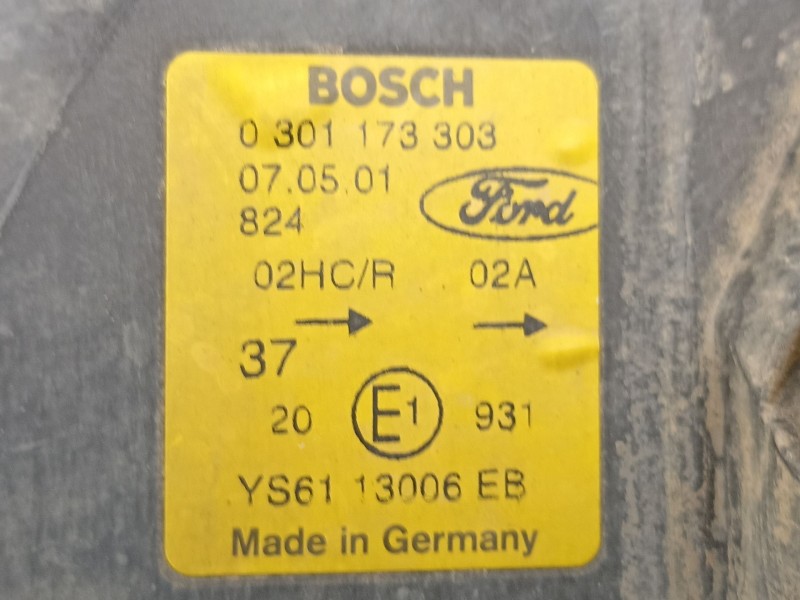 BOSCH
0 301 173 303
07.05.01
Ford
824
02HC/R 02A
37
20 E1 931
YS61 13006 EB
Made in Germany